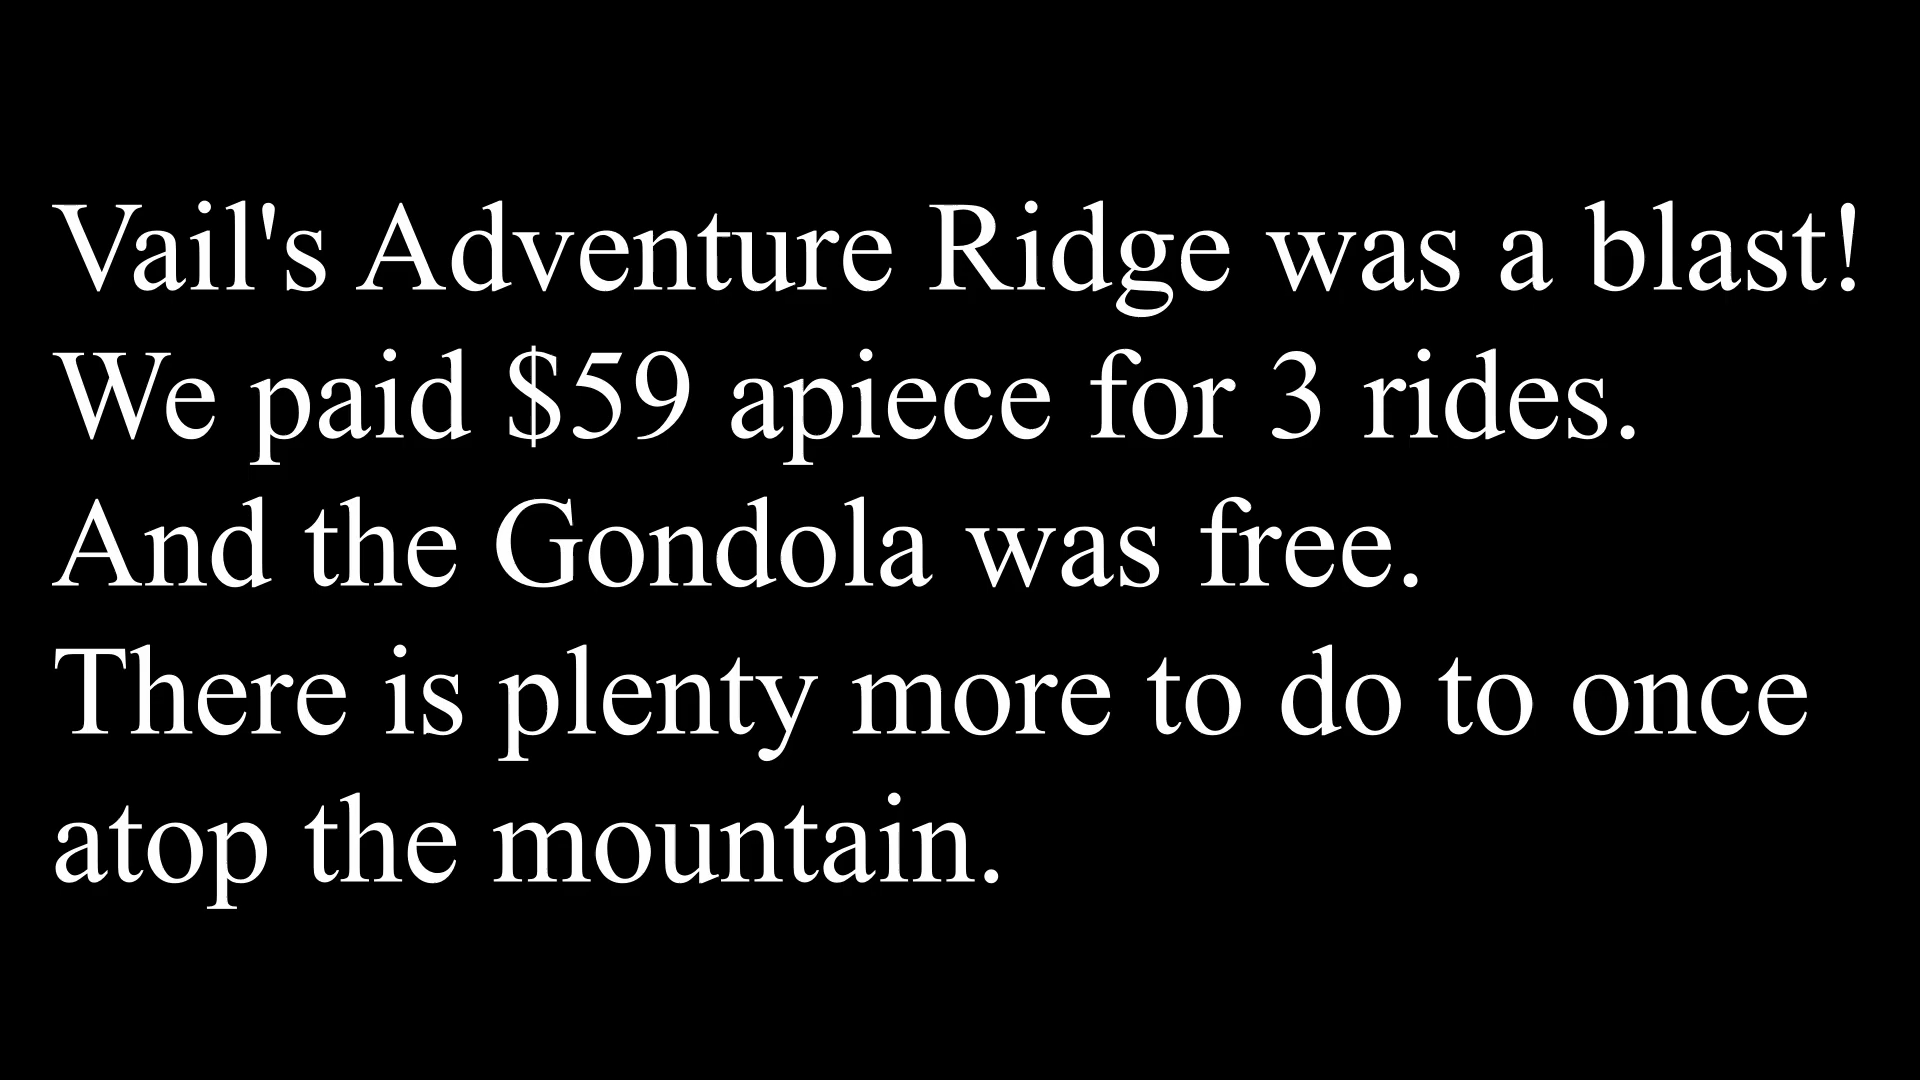 Vail's Adventure Ridge was a blast!
We paid $59 apiece for 3 rides.
And the Gondola was free.
There is plenty more to do to once
atop the mountain.